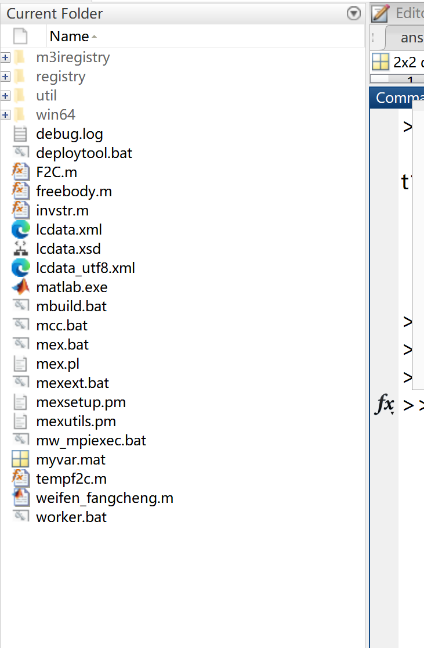 Current Folder
Name
m3iregistry
registry
util
win64
debug.log
deploytool.bat
F2C.m
freebody.m
invstr.m
lcdata.xml
lcdata.xsd
lcdata_utf8.xml
matlab.exe
mbuild.bat
mcc.bat
mex.bat
mex.pl
mexext.bat
mexsetup.pm
mexutils.pm
mw_mpiexec.bat
myvar.mat
tempf2c.m
weifen_fangcheng.m
worker.bat
Edito
ans
2x2
Comma
>
>
>
>
fx >>